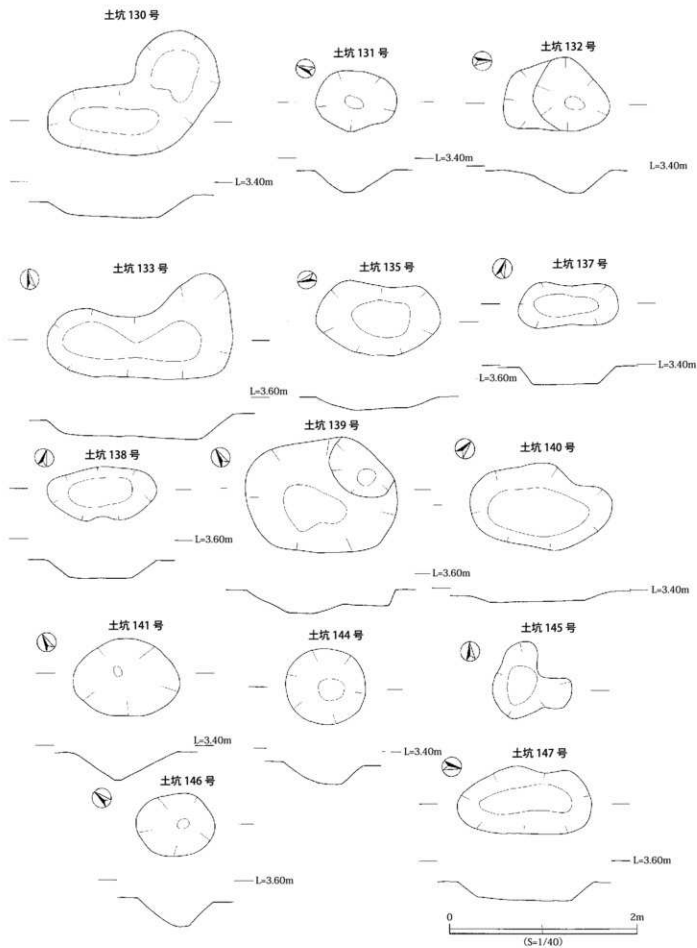 土坑 130 号
土坑 131 号
土坑 132 号
L=3.40m
L=3.40m
L=3.40m
土坑 133 号
土坑 135 号
土坑 137 号
L=3.60m
L=3.60m
L=3.40m
土坑 138 号
土坑 139 号
土坑 140 号
L=3.60m
L=3.60m
L=3.40m
土坑 141 号
土坑 144 号
土坑 145 号
L=3.40m
L=3.40m
土坑 146 号
土坑 147 号
L=3.60m
L=3.60m
0 2m
(S=1/40)